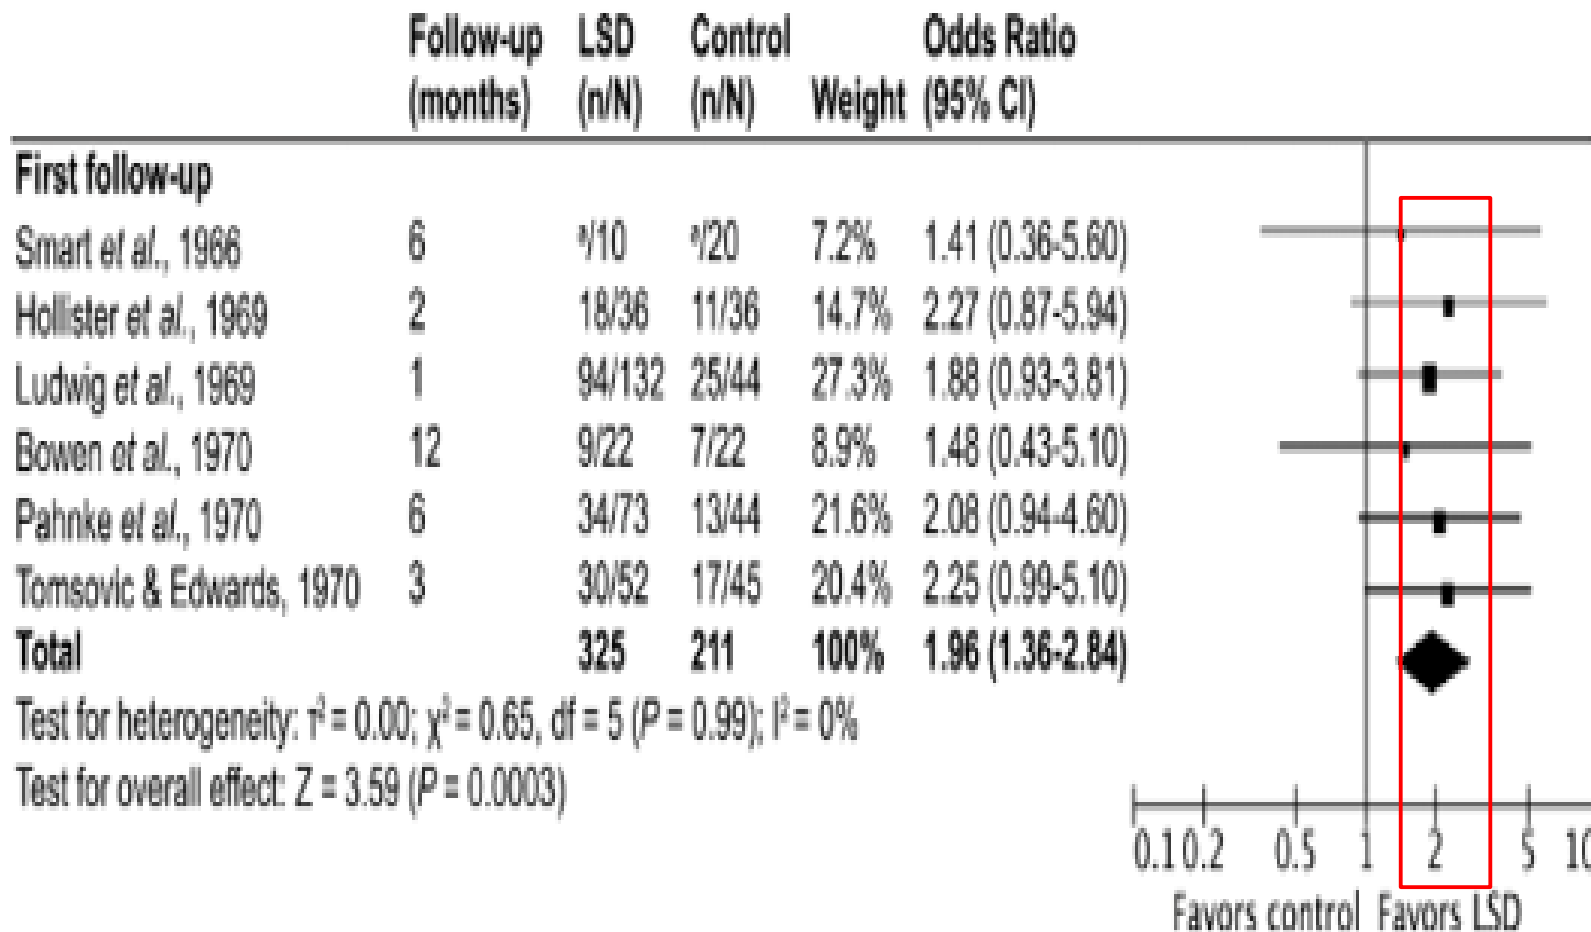 Follow-up LSD Control Odds Ratio
(months) (n/N) (n/N) Weight (95% CI)
First follow-up
Smart et al., 1966 6 ª/10 ª/20 7.2% 1.41 (0.36-5.60)
Hollister et al., 1969 2 18/36 11/36 14.7% 2.27 (0.87-5.94)
Ludwig et al., 1969 1 94/132 25/44 27.3% 1.88 (0.93-3.81)
Bowen et al., 1970 12 9/22 7/22 8.9% 1.48 (0.43-5.10)
Pahnke et al., 1970 6 34/73 13/44 21.6% 2.08 (0.94-4.60)
Tomsovic & Edwards, 1970 3 30/52 17/45 20.4% 2.25 (0.99-5.10)
Total 325 211 100% 1.96 (1.36-2.84)
Test for heterogeneity: τ² = 0.00; χ² = 0.65, df = 5 (P = 0.99); I² = 0%
Test for overall effect: Z = 3.59 (P = 0.0003)
0.1 0.2 0.5 1 2 5 10
Favors control Favors LSD